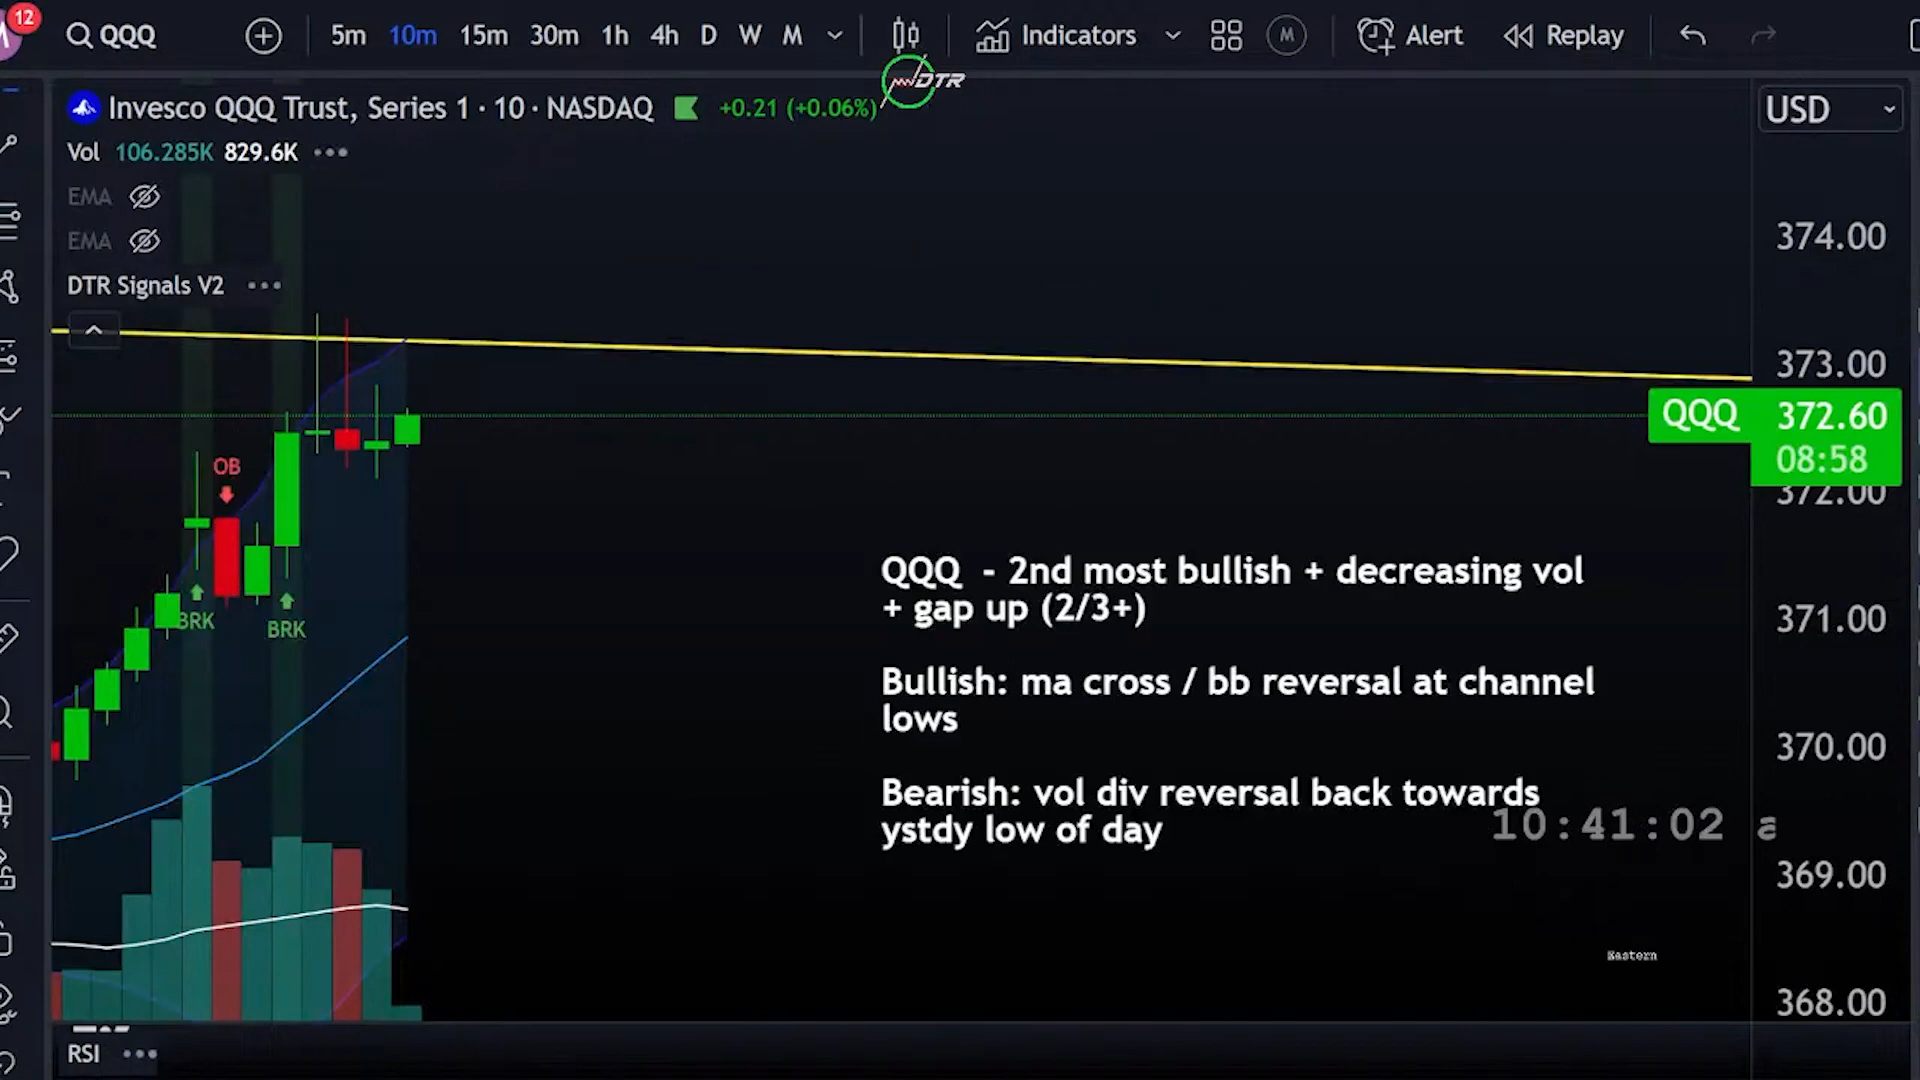 12
QQQ 5m 10m 15m 30m 1h 4h D W M Indicators M Alert Replay
DTR
Invesco QQQ Trust, Series 1 · 10 · NASDAQ +0.21 (+0.06%) USD
Vol 106.285K 829.6K
EMA
EMA
DTR Signals V2
374.00
373.00
QQQ 372.60
08:58
372.00
OB
BRK
BRK
371.00
370.00
369.00
368.00
QQQ - 2nd most bullish + decreasing vol
+ gap up (2/3+)
Bullish: ma cross / bb reversal at channel
lows
Bearish: vol div reversal back towards
ystdy low of day
10:41:02 a
Eastern
RSI